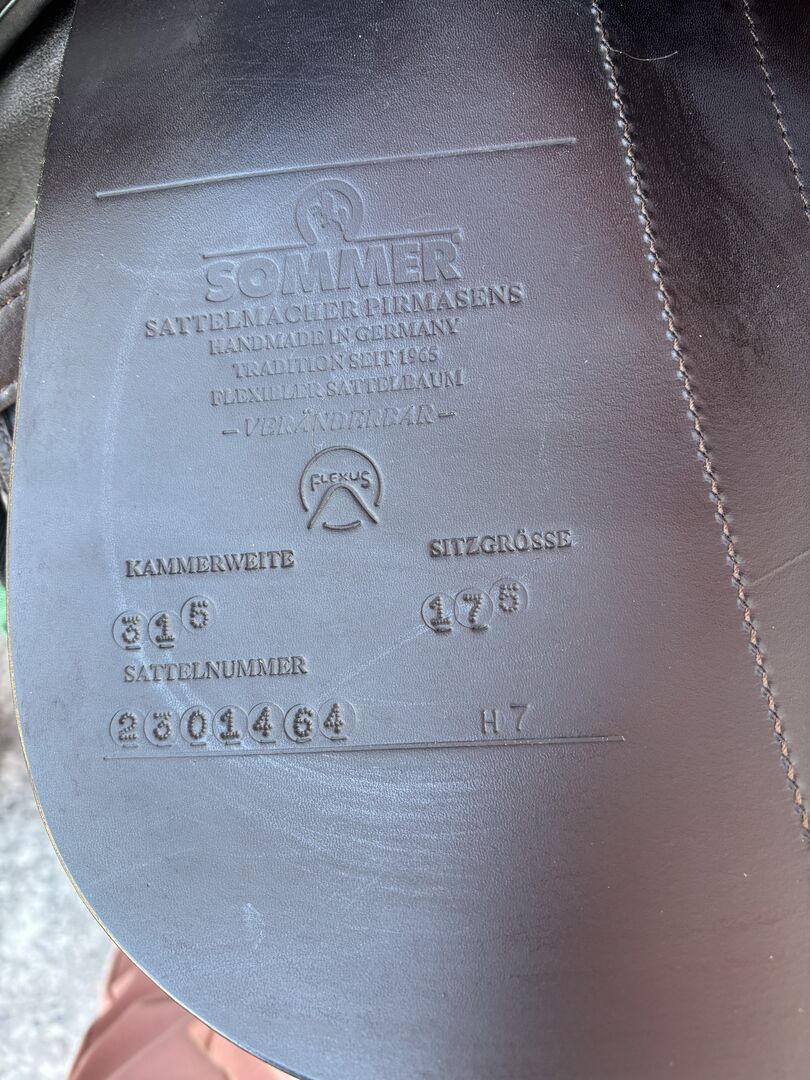 SOMMER
SATTELMACHER PIRMASENS
HANDMADE IN GERMANY
TRADITION SEIT 1965
FLEXIBLER SATTELBAUM
–VERÄNDERBAR–
FLEXUS
KAMMERWEITE SITZGRÖSSE
315 175
SATTELNUMMER
2301464 H7